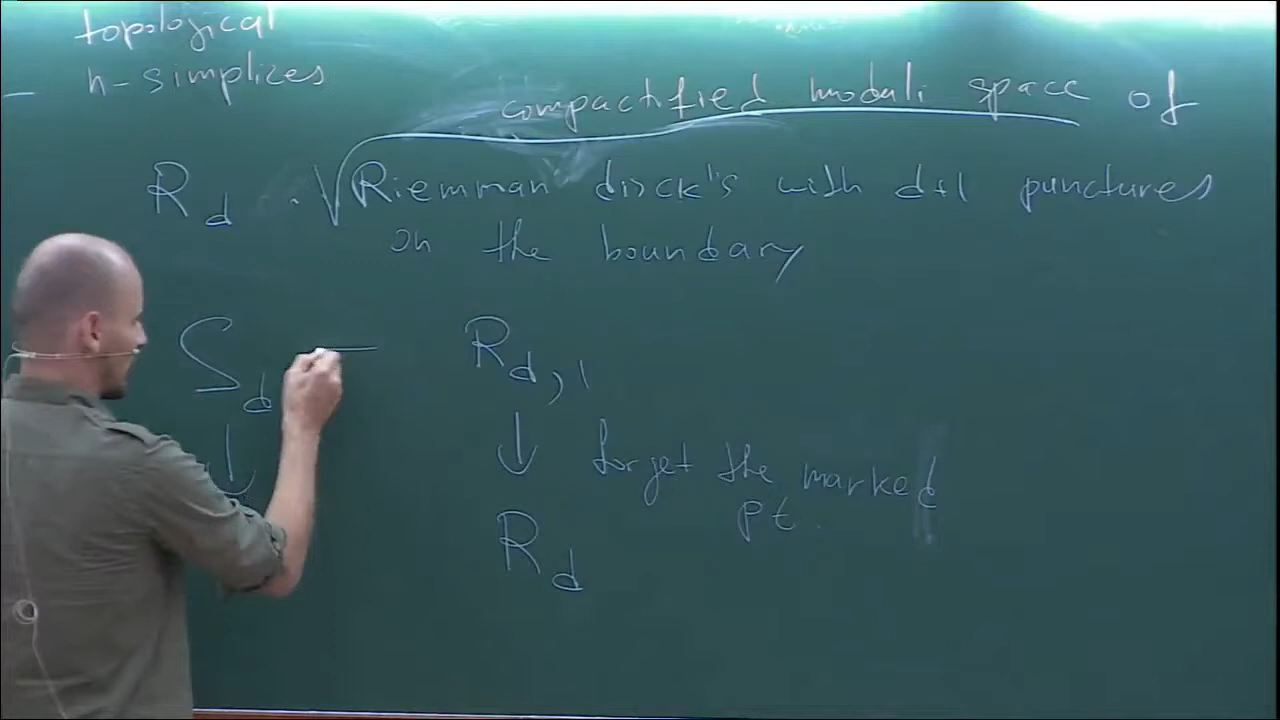 topological
n-simplices
compactified moduli space of
R_d . √ Riemman disck's with d+1 punctures
on the boundary
S_d — R_d,1
↓ ↓ forget the marked
pt.
R_d